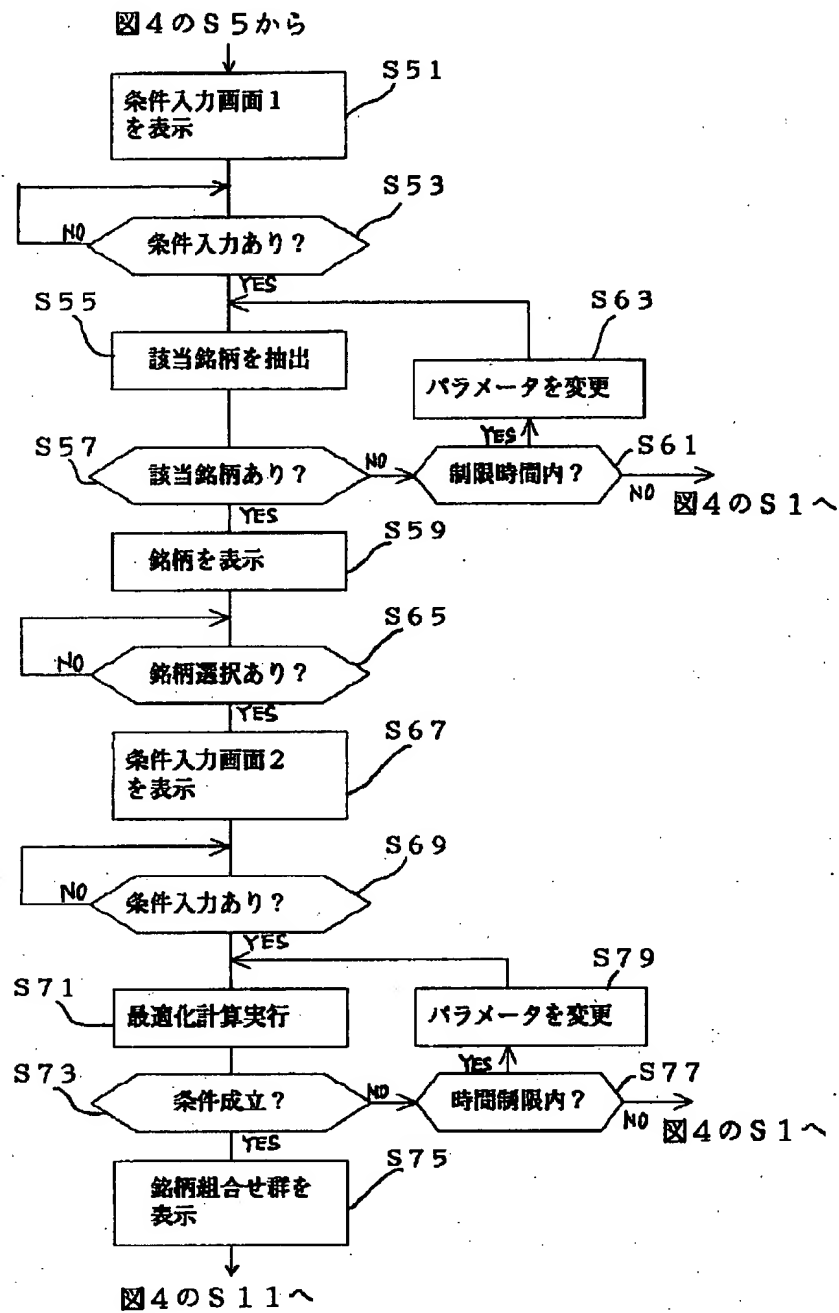 図4のS5から
S51
条件入力画面1
を表示
S53
NO
条件入力あり?
YES
S55
S63
該当銘柄を抽出
パラメータを変更
YES
S57
S61
該当銘柄あり?
NO
制限時間内?
NO
図4のS1へ
YES
S59
銘柄を表示
S65
NO
銘柄選択あり?
YES
S67
条件入力画面2
を表示
S69
NO
条件入力あり?
YES
S79
S71
最適化計算実行
パラメータを変更
YES
S73
S77
条件成立?
NO
時間制限内?
NO
図4のS1へ
YES
S75
銘柄組合せ群を
表示
図4のS11へ